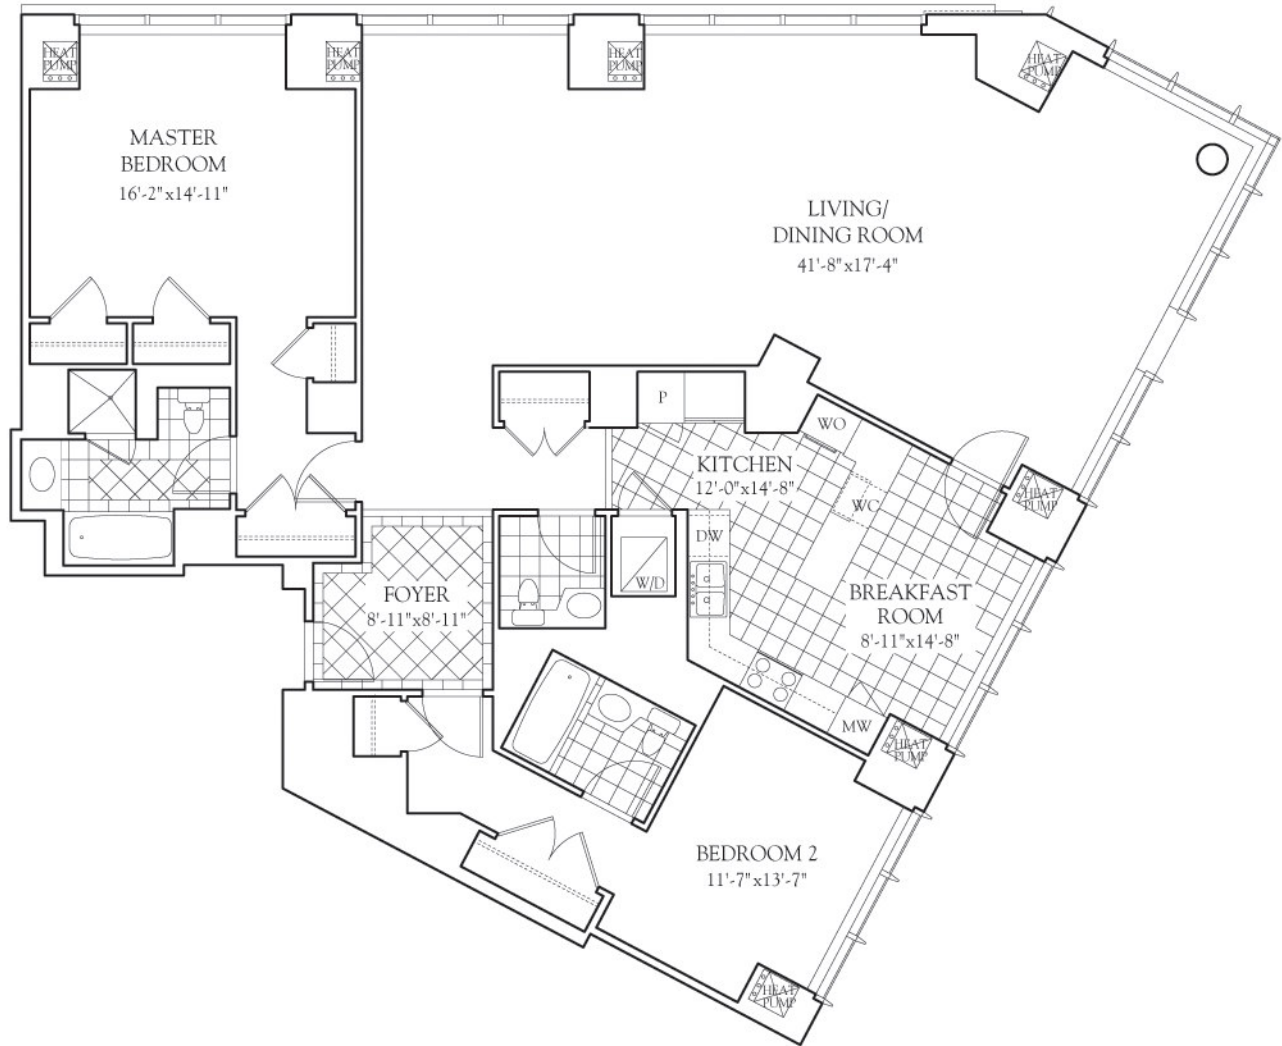 HEAT
PUMP
HEAT
PUMP
HEAT
PUMP
HEAT
PUMP
MASTER
BEDROOM
16'-2"x14'-11"
LIVING/
DINING ROOM
41'-8"x17'-4"
P
WO
KITCHEN
12'-0"x14'-8"
WC
HEAT
PUMP
DW
W/D
FOYER
8'-11"x8'-11"
BREAKFAST
ROOM
8'-11"x14'-8"
MW
HEAT
PUMP
BEDROOM 2
11'-7"x13'-7"
HEAT
PUMP